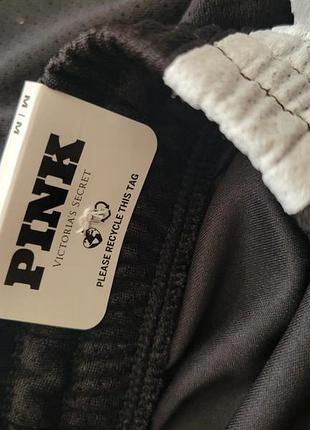 M | M
PINK
VICTORIA'S SECRET
PLEASE RECYCLE THIS TAG